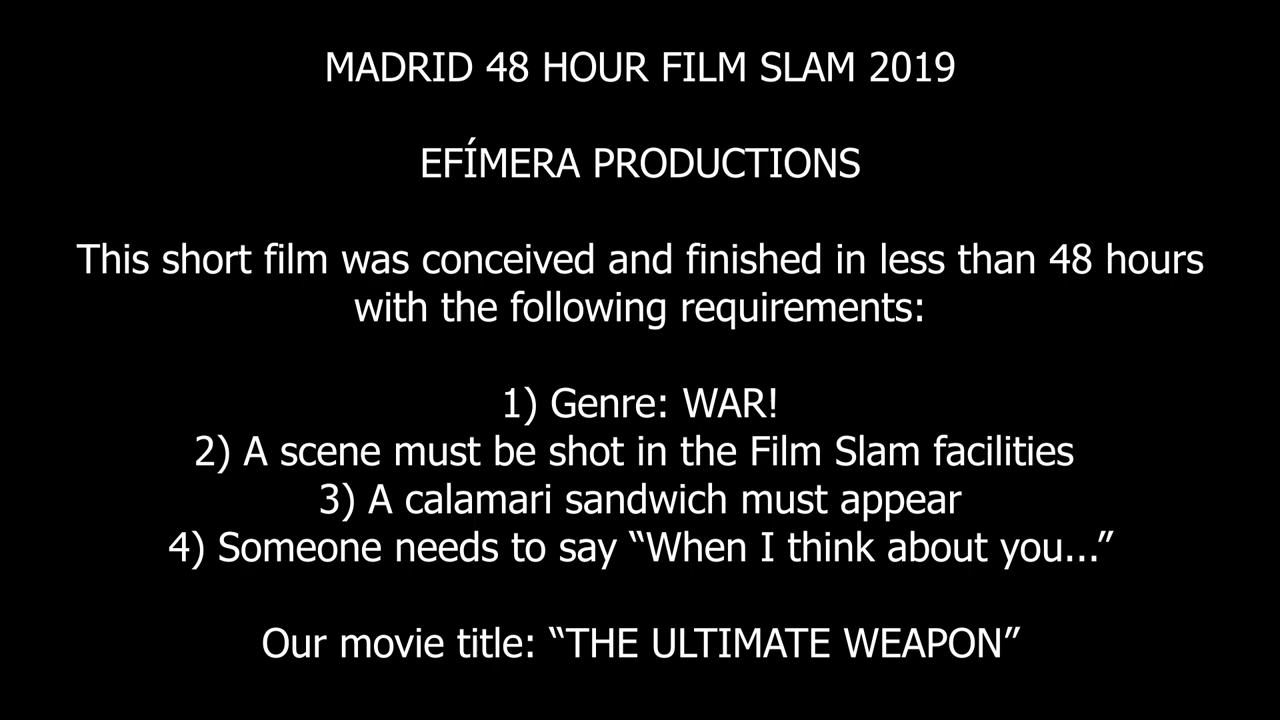 MADRID 48 HOUR FILM SLAM 2019
EFÍMERA PRODUCTIONS
This short film was conceived and finished in less than 48 hours
with the following requirements:
1) Genre: WAR!
2) A scene must be shot in the Film Slam facilities
3) A calamari sandwich must appear
4) Someone needs to say “When I think about you...”
Our movie title: “THE ULTIMATE WEAPON”